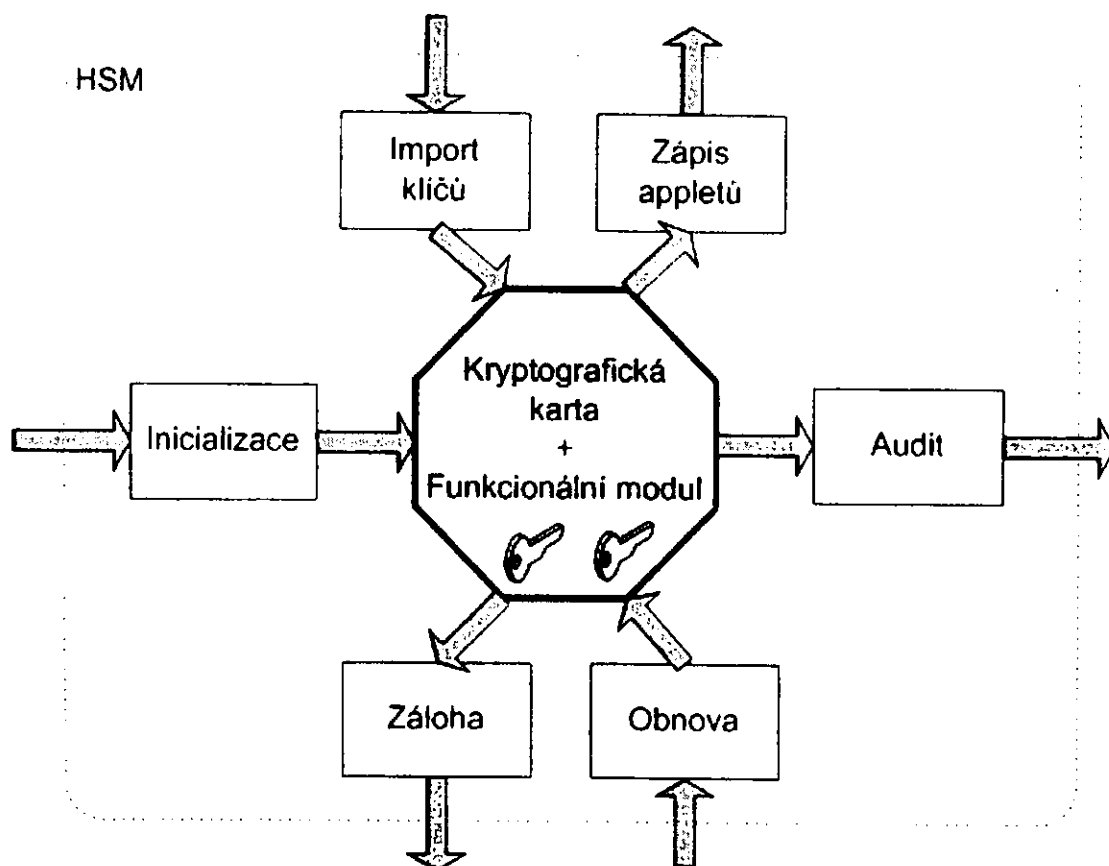 HSM
Import
klíčů
Zápis
appletů
Kryptografická
karta
+
Funkcionální modul
Inicializace
Audit
Záloha
Obnova